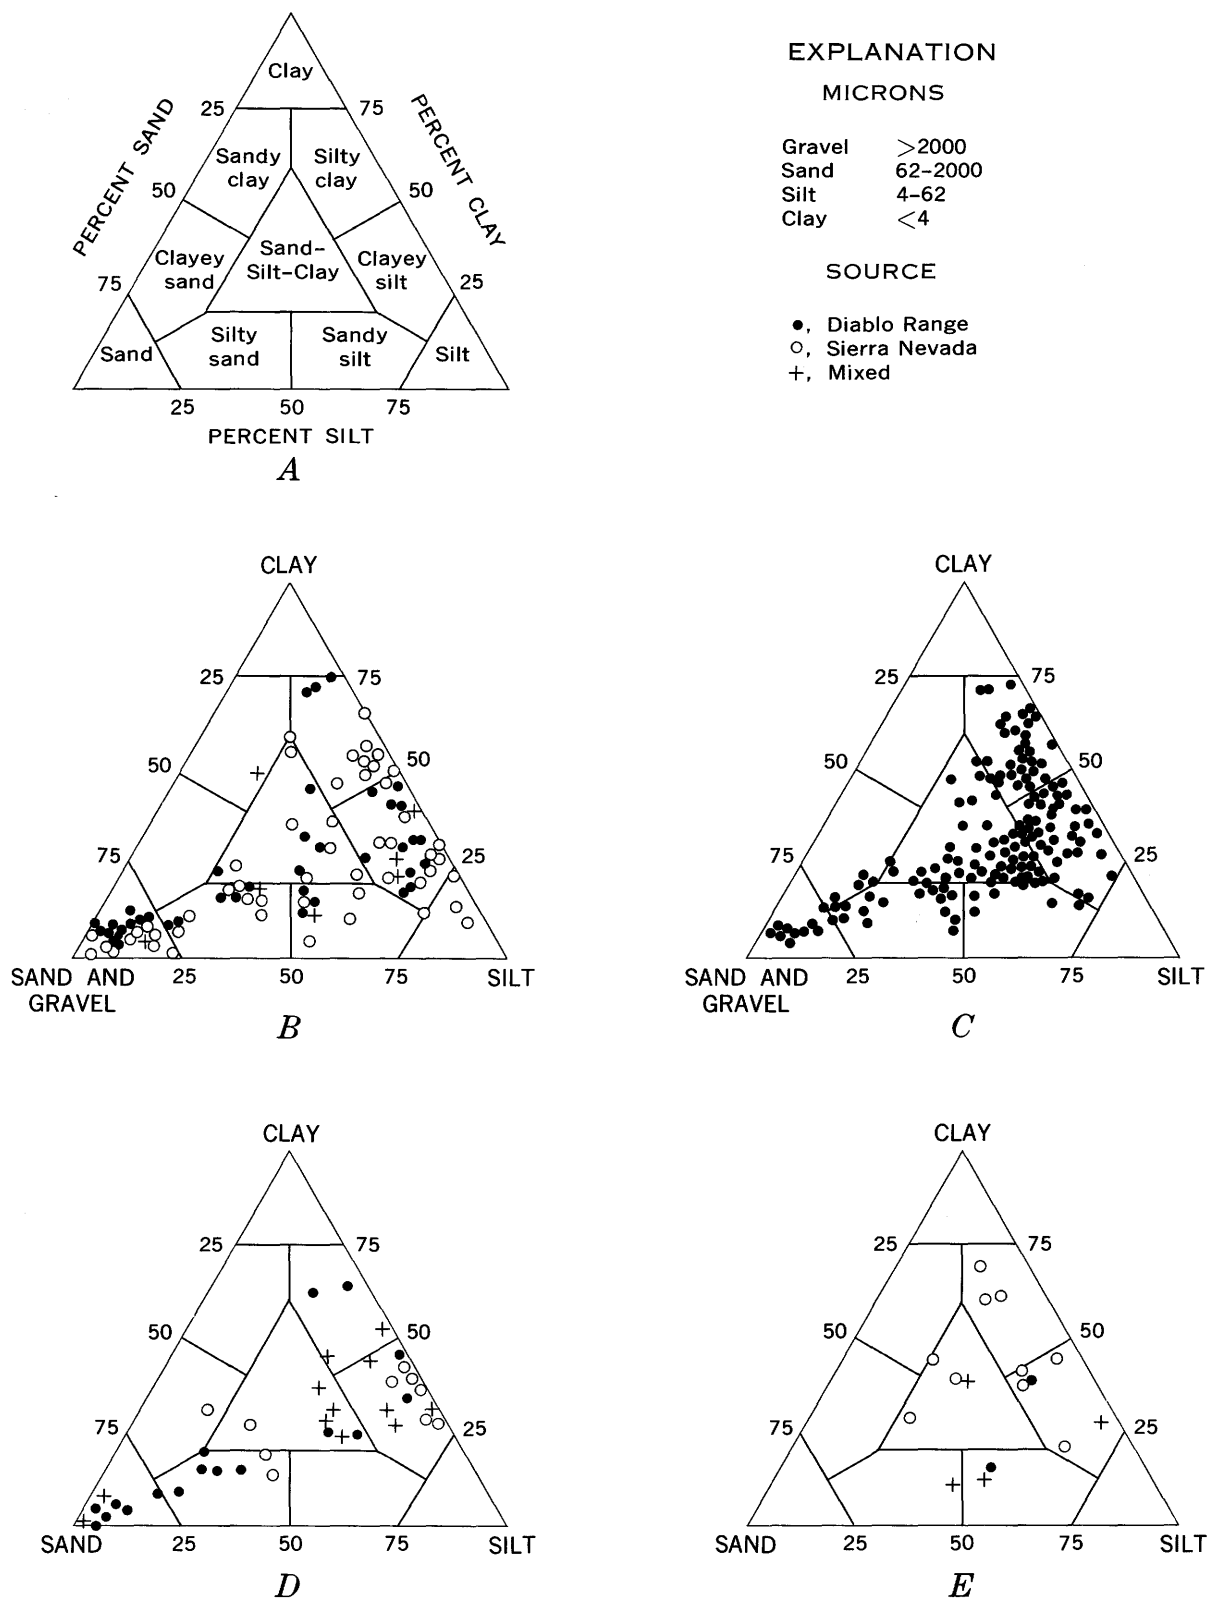 EXPLANATION
MICRONS
Gravel >2000
Sand 62-2000
Silt 4-62
Clay <4
SOURCE
●, Diablo Range
○, Sierra Nevada
+, Mixed
Clay
25 75
PERCENT SAND
PERCENT CLAY
Sandy
clay
Silty
clay
50 50
Clayey
sand
Sand-
Silt-Clay
Clayey
silt
75 25
Sand
Silty
sand
Sandy
silt
Silt
25 50 75
PERCENT SILT
A
CLAY
25 75
50 50
75 25
SAND AND
GRAVEL
25 50 75
SILT
B
CLAY
25 75
50 50
75 25
SAND AND
GRAVEL
25 50 75
SILT
C
CLAY
25 75
50 50
75 25
SAND 25 50 75 SILT
D
CLAY
25 75
50 50
75 25
SAND 25 50 75 SILT
E